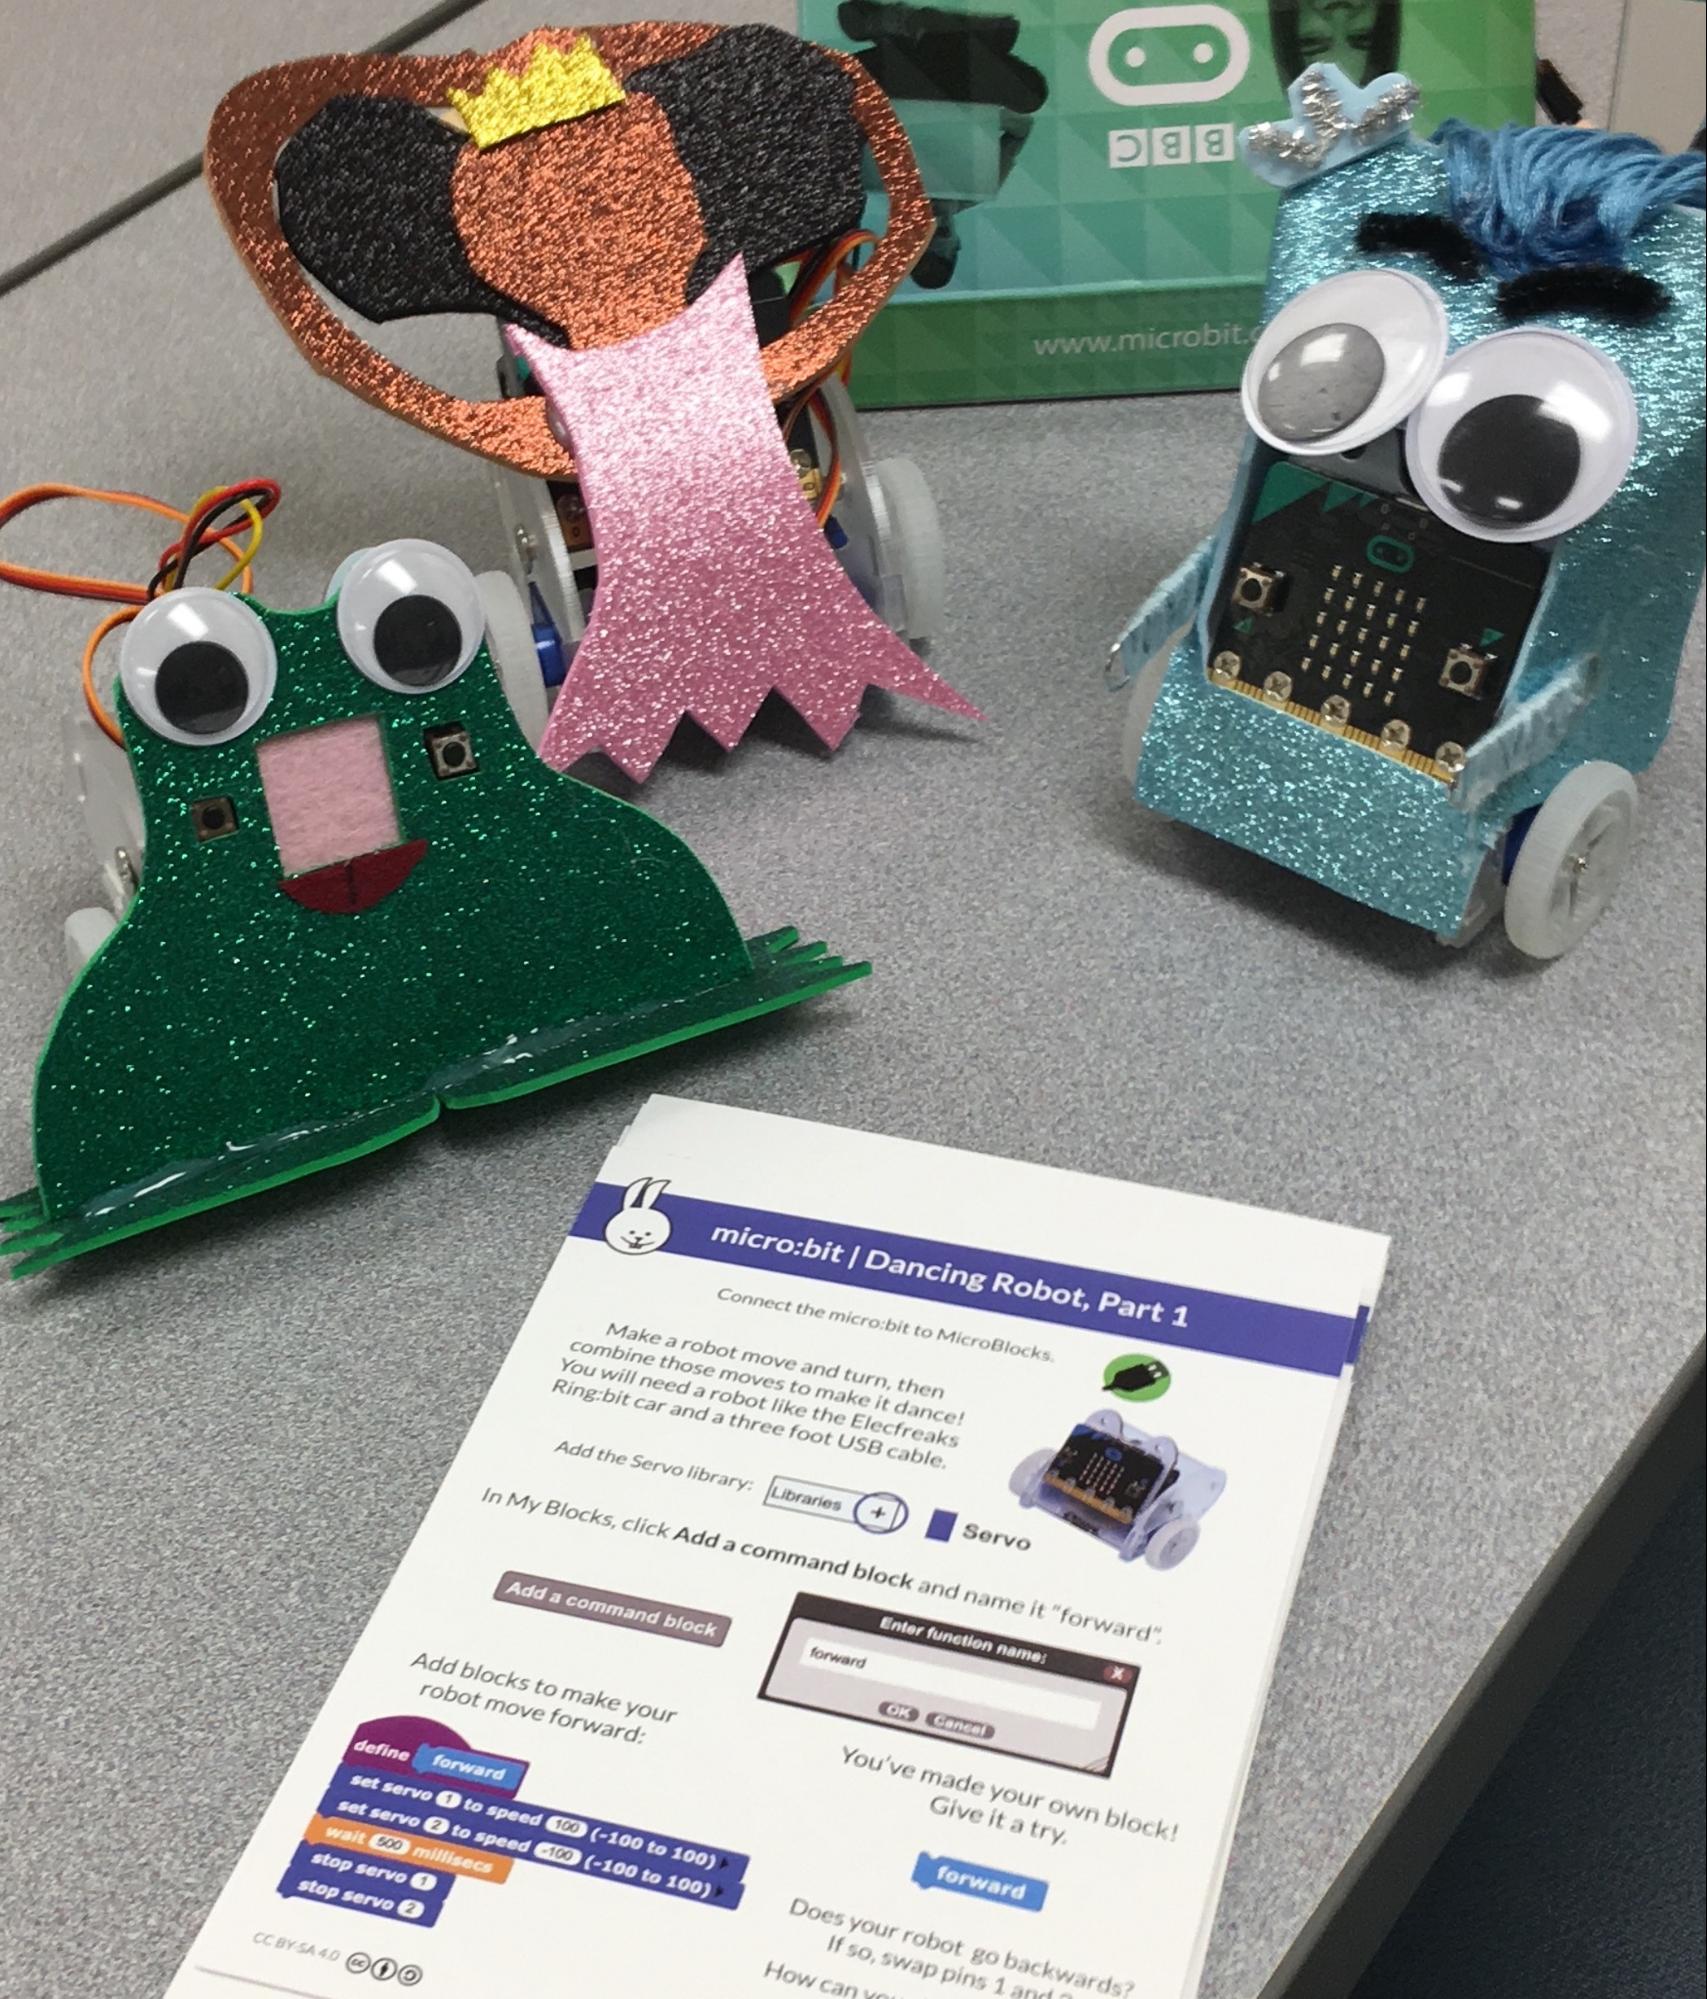 BBC
www.microbit.
micro:bit | Dancing Robot, Part 1
Connect the micro:bit to MicroBlocks.
Make a robot move and turn, then
combine those moves to make it dance!
You will need a robot like the Elecfreaks
Ring:bit car and a three foot USB cable.
Add the Servo library:
Libraries +
Servo
In My Blocks, click Add a command block and name it "forward".
Add a command block
Enter function name:
X
forward
OK Cancel
Add blocks to make your
robot move forward:
define forward
set servo 1 to speed 100 (-100 to 100)
set servo 2 to speed -100 (-100 to 100)
wait 500 millisecs
stop servo 1
stop servo 2
You've made your own block!
Give it a try.
forward
Does your robot go backwards?
If so, swap pins 1 and
How can
CC BY-SA 4.0
cc